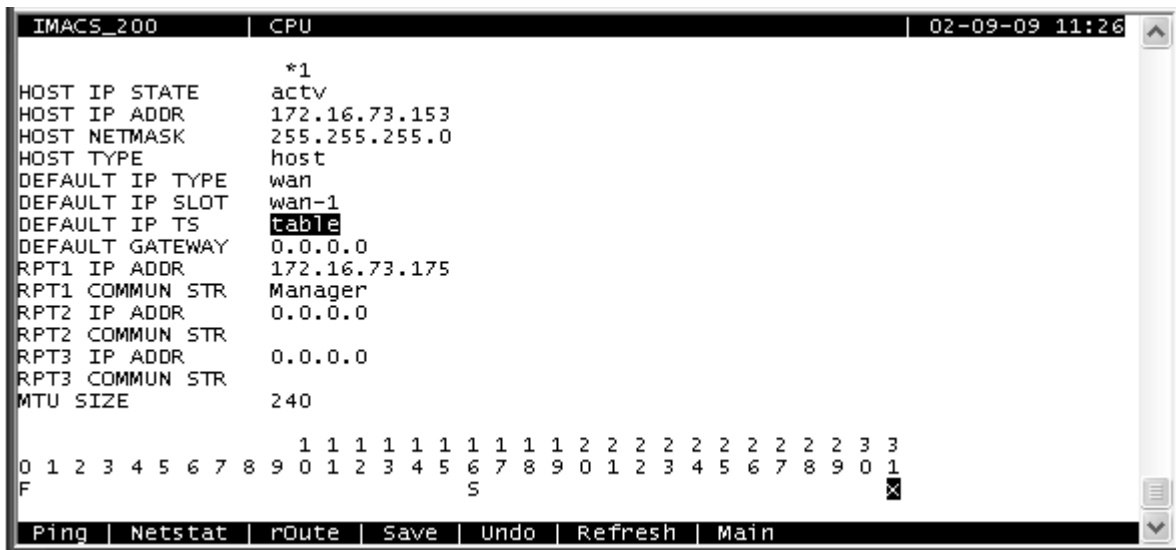 IMACS_200 | CPU | 02-09-09 11:26
*1
HOST IP STATE actv
HOST IP ADDR 172.16.73.153
HOST NETMASK 255.255.255.0
HOST TYPE host
DEFAULT IP TYPE wan
DEFAULT IP SLOT wan-1
DEFAULT IP TS table
DEFAULT GATEWAY 0.0.0.0
RPT1 IP ADDR 172.16.73.175
RPT1 COMMUN STR Manager
RPT2 IP ADDR 0.0.0.0
RPT2 COMMUN STR
RPT3 IP ADDR 0.0.0.0
RPT3 COMMUN STR
MTU SIZE 240
1 1 1 1 1 1 1 1 1 1 2 2 2 2 2 2 2 2 2 2 3 3
0 1 2 3 4 5 6 7 8 9 0 1 2 3 4 5 6 7 8 9 0 1 2 3 4 5 6 7 8 9 0 1
F S X
Ping | Netstat | rOute | Save | Undo | Refresh | Main